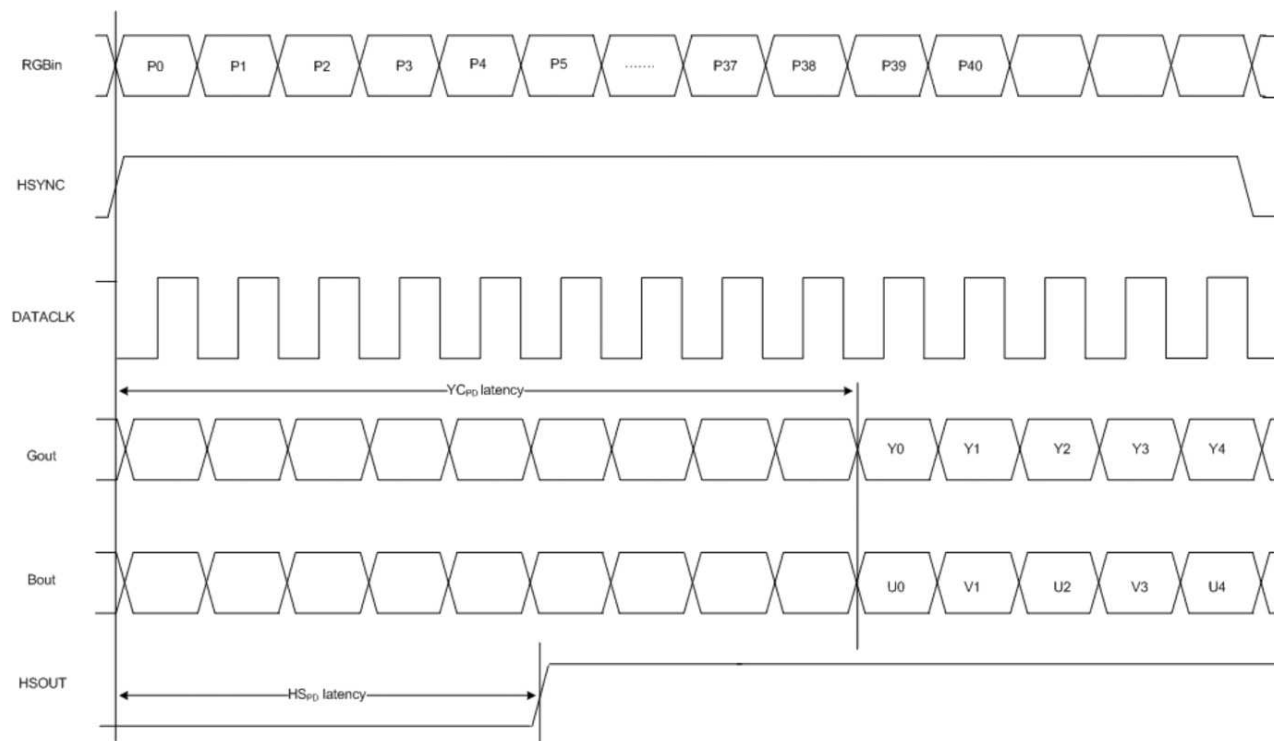 RGBin P0 P1 P2 P3 P4 P5 ....... P37 P38 P39 P40
HSYNC
DATACLK
YCPD latency
Gout Y0 Y1 Y2 Y3 Y4
Bout U0 V1 U2 V3 U4
HSOUT
HSPD latency